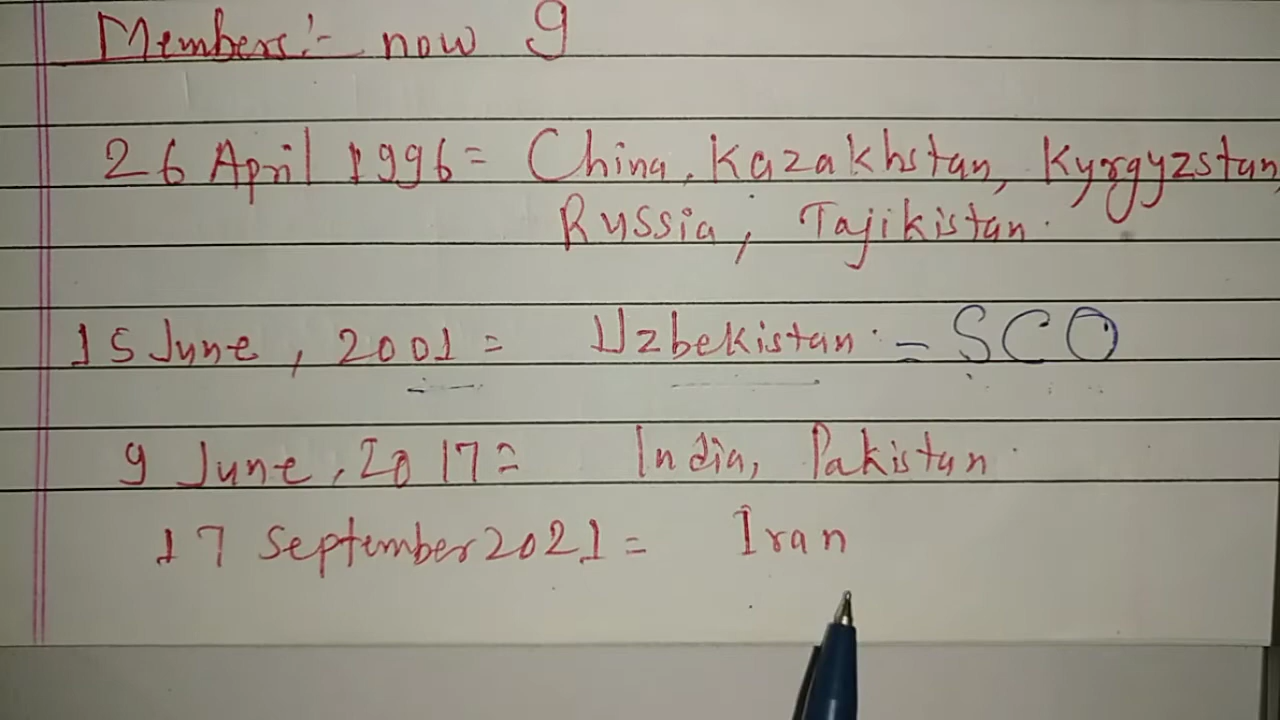 Members:- now 9
26 April 1996= China, Kazakhstan, Kyrgyzstan,
Russia, Tajikistan.
15 June, 2001 = Uzbekistan. - SCO
9 June, 2017= India, Pakistan.
17 September 2021= Iran